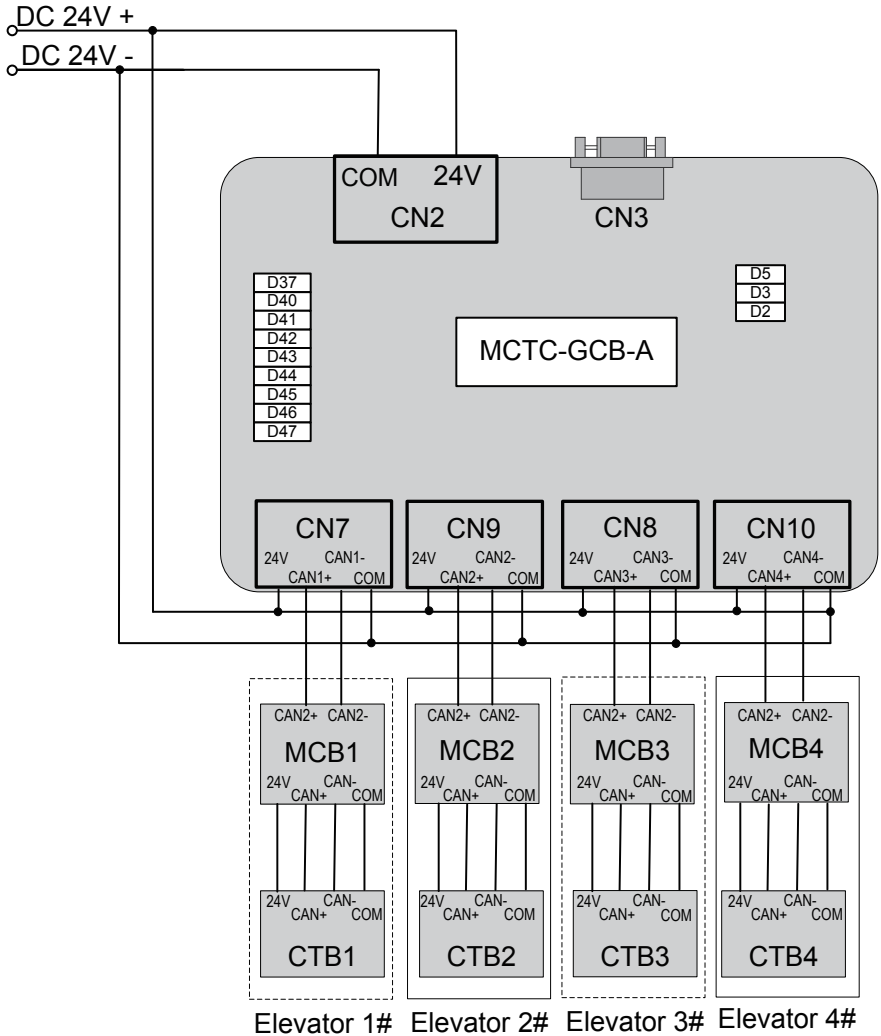 DC 24V +
DC 24V -
COM 24V
CN2
CN3
D37
D40
D41
D42
D43
D44
D45
D46
D47
D5
D3
D2
MCTC-GCB-A
CN7
24V CAN1-
CAN1+ COM
CN9
24V CAN2-
CAN2+ COM
CN8
24V CAN3-
CAN3+ COM
CN10
24V CAN4-
CAN4+ COM
CAN2+ CAN2-
MCB1
24V CAN-
CAN+ COM
CAN2+ CAN2-
MCB2
24V CAN-
CAN+ COM
CAN2+ CAN2-
MCB3
24V CAN-
CAN+ COM
CAN2+ CAN2-
MCB4
24V CAN-
CAN+ COM
24V CAN-
CAN+ COM
CTB1
24V CAN-
CAN+ COM
CTB2
24V CAN-
CAN+ COM
CTB3
24V CAN-
CAN+ COM
CTB4
Elevator 1# Elevator 2# Elevator 3# Elevator 4#